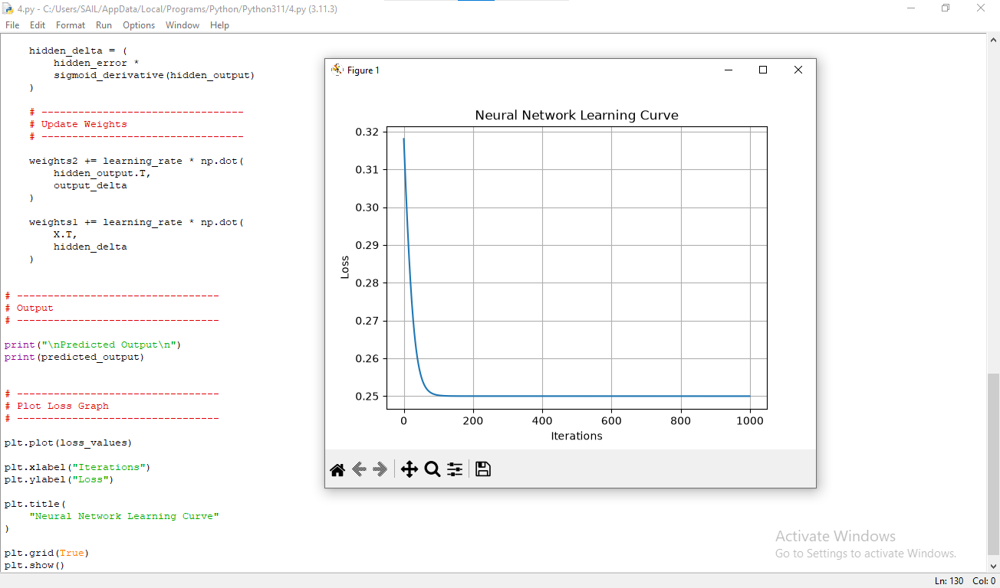 4.py - C:/Users/SAIL/AppData/Local/Programs/Python/Python311/4.py (3.11.3)
File Edit Format Run Options Window Help
hidden_delta = (
hidden_error *
sigmoid_derivative(hidden_output)
)
# ---------------------------------
# Update Weights
# ---------------------------------
weights2 += learning_rate * np.dot(
hidden_output.T,
output_delta
)
weights1 += learning_rate * np.dot(
X.T,
hidden_delta
)
# ---------------------------------
# Output
# ---------------------------------
print("\nPredicted Output\n")
print(predicted_output)
# ---------------------------------
# Plot Loss Graph
# ---------------------------------
plt.plot(loss_values)
plt.xlabel("Iterations")
plt.ylabel("Loss")
plt.title(
"Neural Network Learning Curve"
)
plt.grid(True)
plt.show()
Figure 1
Neural Network Learning Curve
0.32
0.31
0.30
0.29
0.28
0.27
0.26
0.25
Loss
0 200 400 600 800 1000
Iterations
Activate Windows
Go to Settings to activate Windows.
Ln: 130 Col: 0